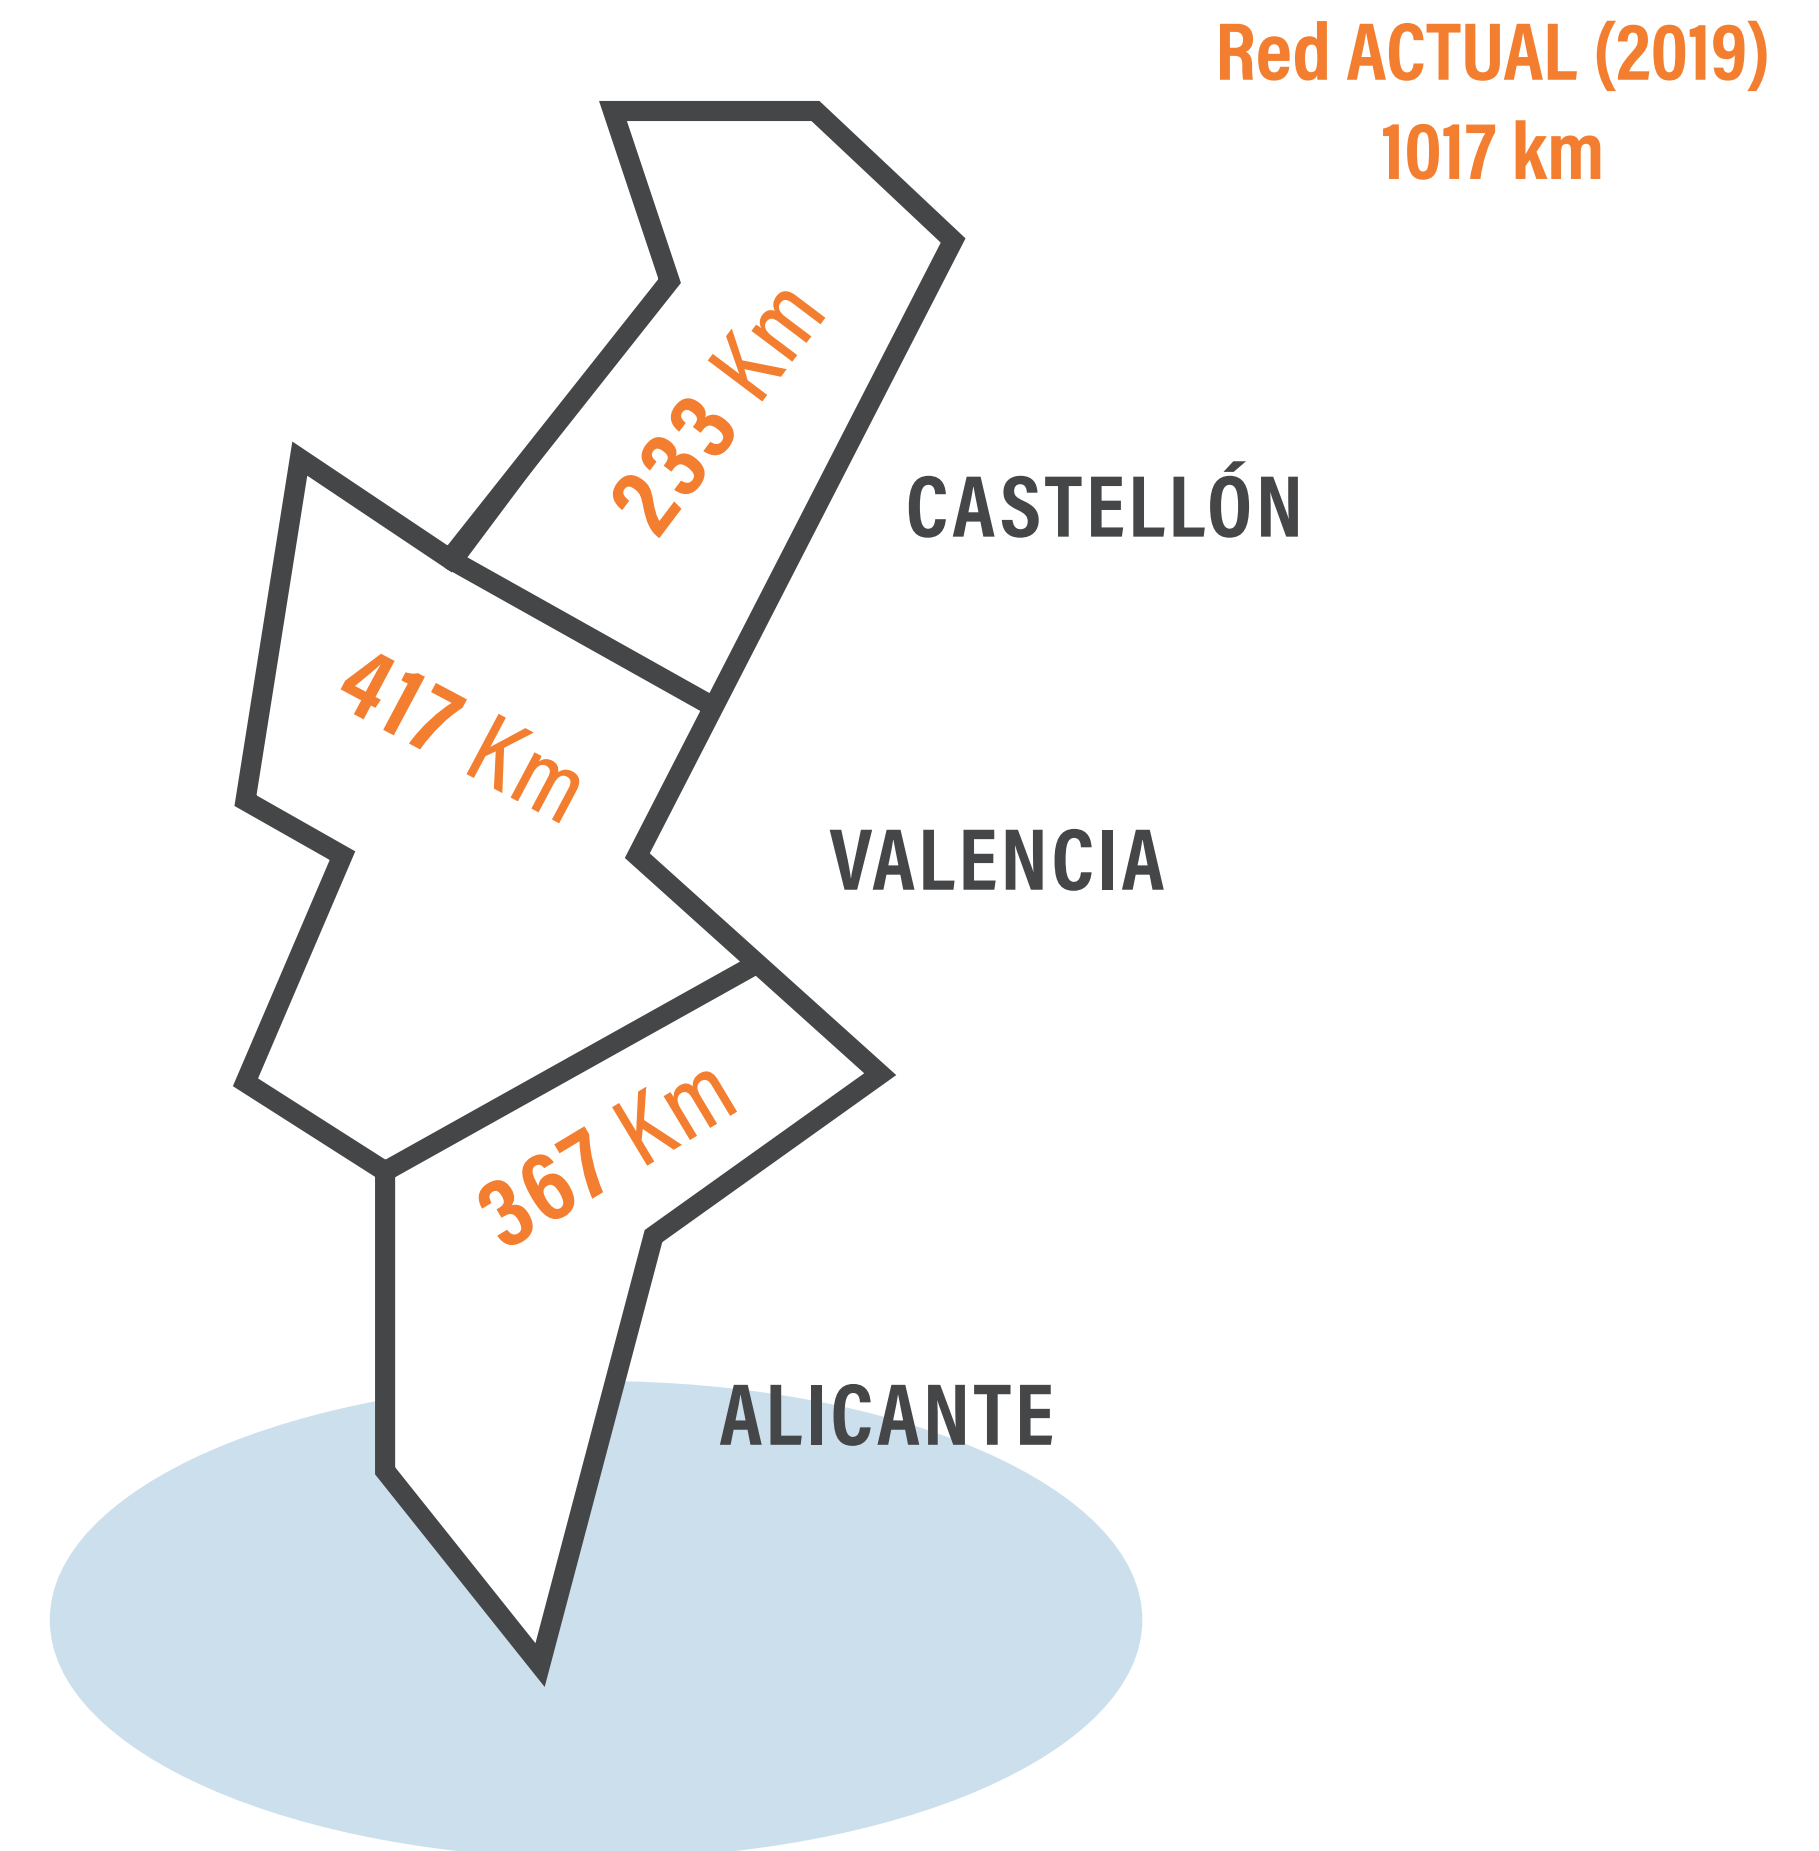 Red ACTUAL (2019)
1017 km
233 Km
CASTELLÓN
417 Km
VALENCIA
367 Km
ALICANTE